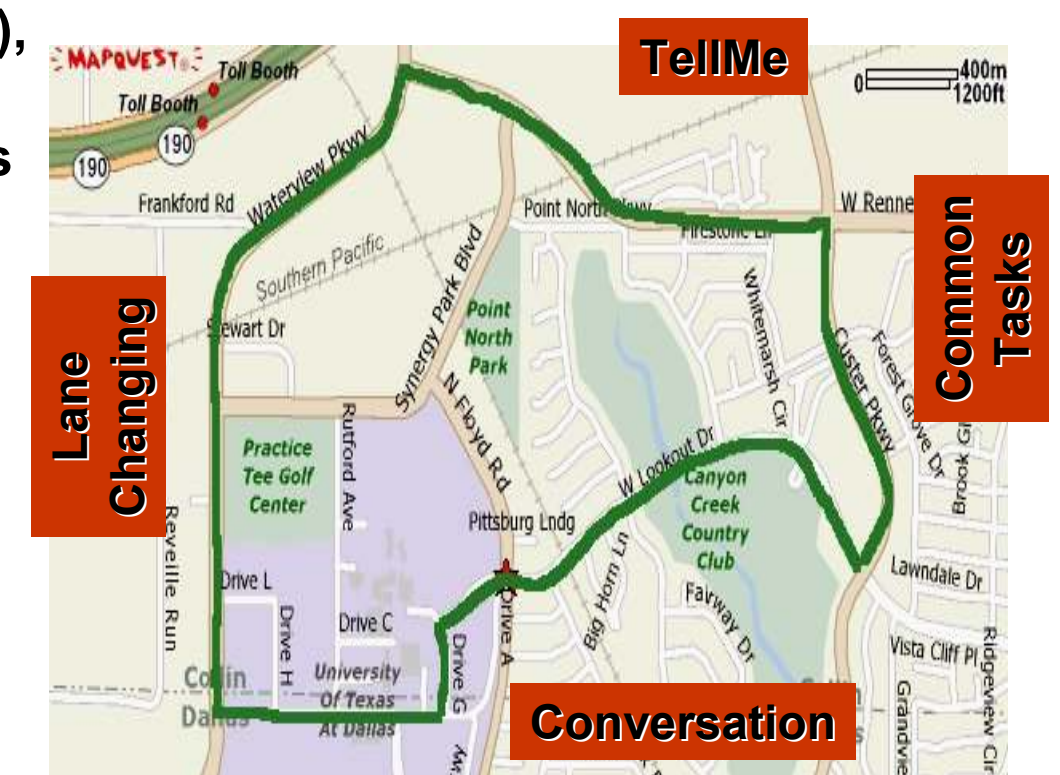 ),
s
MAPQUEST
Toll Booth
Toll Booth
190
190
TellMe
0
400m
1200ft
Frankford Rd
Waterview Pkwy
Southern Pacific
Stewart Dr
Synergy Park Blvd
Point North Pkwy
Firestone Ln
W Renne
Common
Tasks
Lane
Changing
Point
North
Park
Whitemarsh Cir
Custer Pkwy
Forest Grove Dr
Brook Gl
N Floyd Rd
Rutford Ave
Practice
Tee Golf
Center
W Lookout Dr
Canyon
Creek
Country
Club
Pittsburg Lndg
Reveille Run
Big Horn Ln
Drive L
Drive H
Drive C
Drive A
Drive G
Fairway Dr
Lawndale Dr
Vista Cliff Pl
Ridgeview Cir
Grandvie
Collin
Dallas
University
Of Texas
At Dallas
Conversation